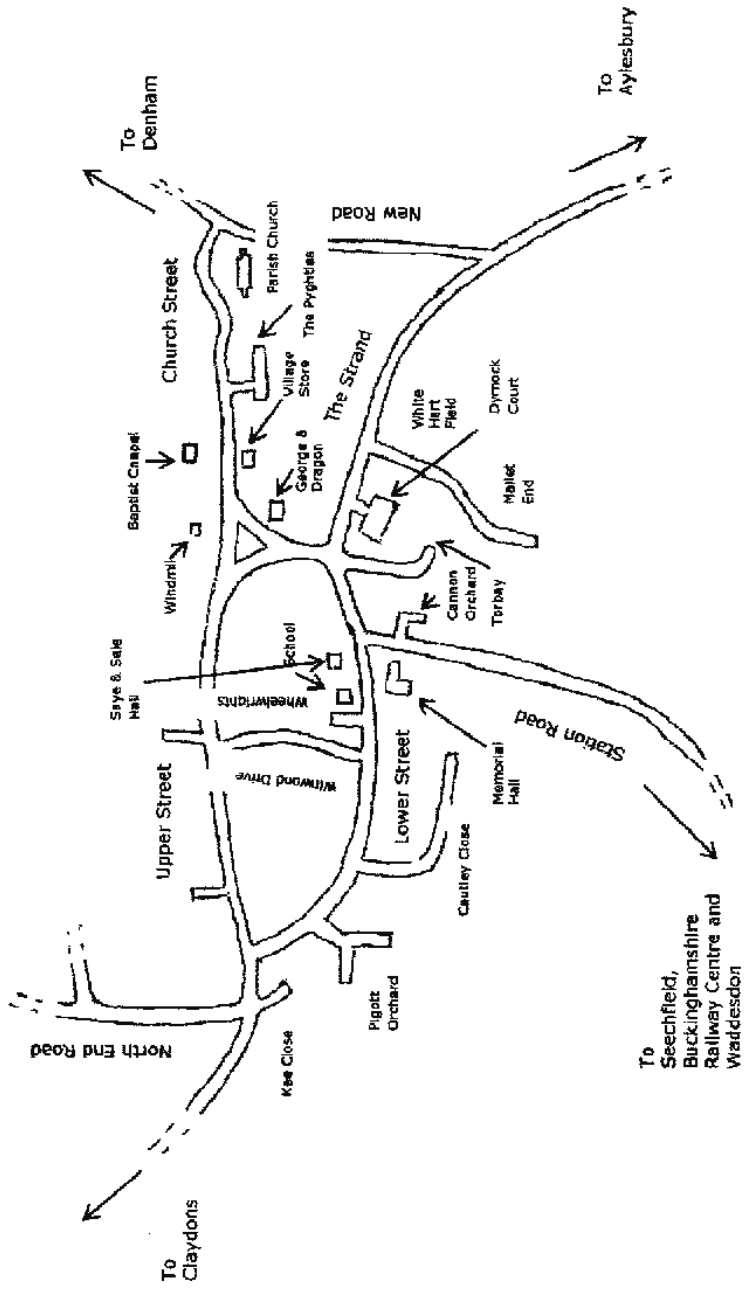 To
Claydons
North End Road
Kee Close
Pigott
Orchard
Upper Street
Winwood Drive
Lower Street
Cautley Close
Saye & Sele
Hall
Wheelwrights
School
Memorial
Hall
Station Road
To
Seechfield,
Buckinghamshire
Railway Centre and
Waddesdon
Windmill
Baptist Chapel
Cannon
Orchard
Torbay
George &
Dragon
Village
Store
The Pyghtles
Parish Church
Church Street
The Strand
White
Hart
Field
Dymock
Court
Mallet
End
New Road
To
Denham
To
Aylesbury